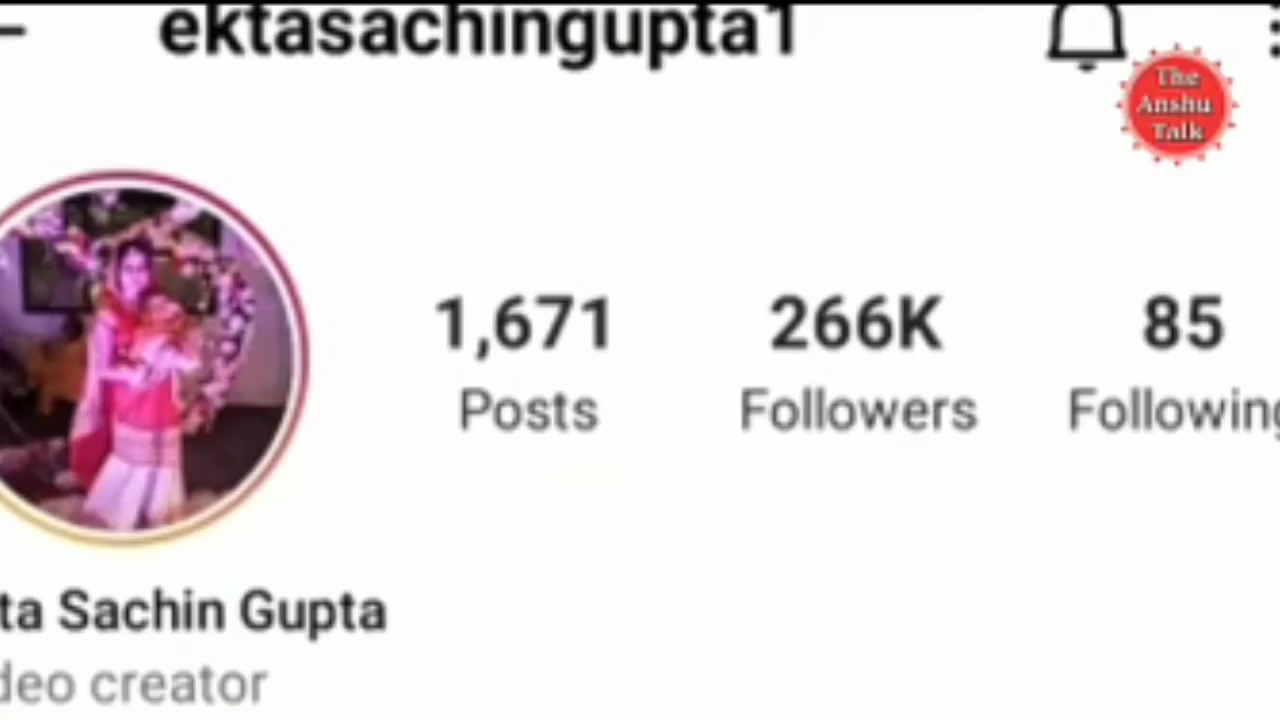 ektasachingupta1
The
Anshu
Talk
1,671 266K 85
Posts Followers Following
ta Sachin Gupta
deo creator